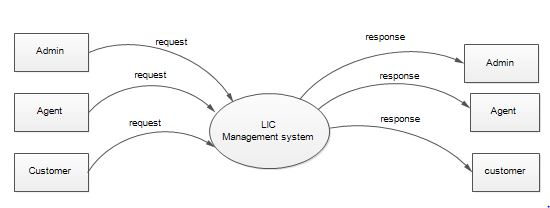 Admin
request
response
Admin
Agent
request
response
Agent
LIC
Management system
Customer
request
response
customer